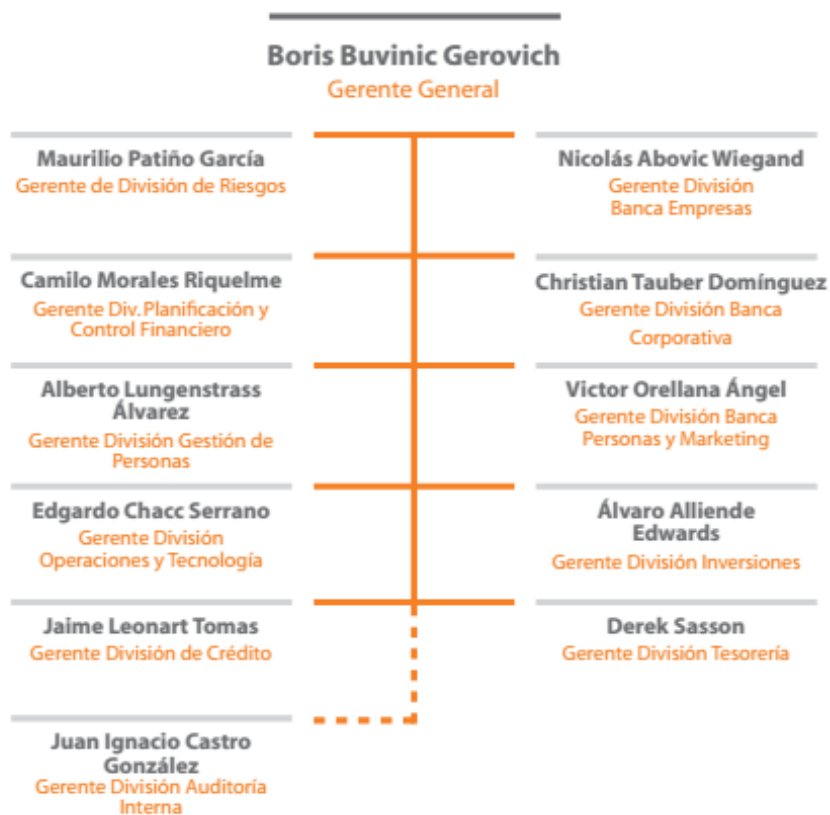 Boris Buvinic Gerovich
Gerente General
Maurilio Patiño García
Gerente de División de Riesgos
Nicolás Abovic Wiegand
Gerente División
Banca Empresas
Camilo Morales Riquelme
Gerente Div. Planificación y
Control Financiero
Christian Tauber Domínguez
Gerente División Banca
Corporativa
Alberto Lungenstrass
Álvarez
Gerente División Gestión de
Personas
Victor Orellana Ángel
Gerente División Banca
Personas y Marketing
Edgardo Chacc Serrano
Gerente División
Operaciones y Tecnología
Álvaro Alliende
Edwards
Gerente División Inversiones
Jaime Leonart Tomas
Gerente División de Crédito
Derek Sasson
Gerente División Tesorería
Juan Ignacio Castro
González
Gerente División Auditoría
Interna